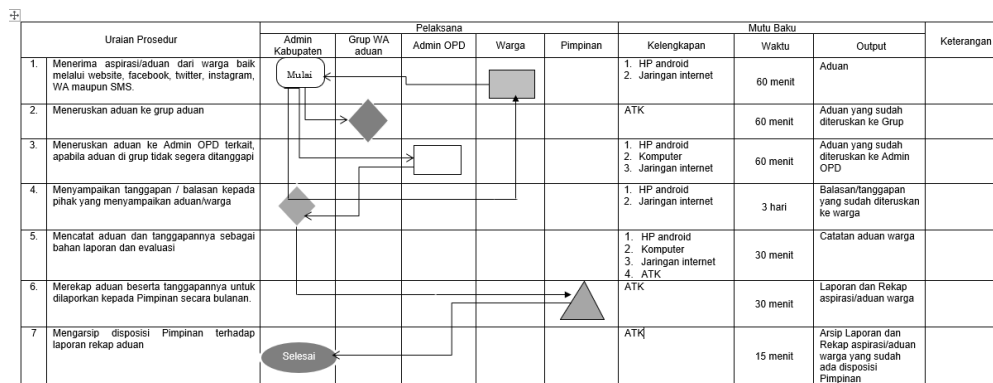 Pelaksana Mutu Baku
Uraian Prosedur Admin Kabupaten Grup WA aduan Admin OPD Warga Pimpinan Kelengkapan Waktu Output Keterangan
1. Menerima aspirasi/aduan dari warga baik
melalui website, facebook, twitter, instagram,
WA maupun SMS.
Mulai
1. HP android
2. Jaringan internet
60 menit
Aduan
2. Meneruskan aduan ke grup aduan
ATK
60 menit
Aduan yang sudah
diteruskan ke Grup
3. Meneruskan aduan ke Admin OPD terkait,
apabila aduan di grup tidak segera ditanggapi
1. HP android
2. Komputer
3. Jaringan internet
60 menit
Aduan yang sudah
diteruskan ke Admin
OPD
4. Menyampaikan tanggapan / balasan kepada
pihak yang menyampaikan aduan/warga
1. HP android
2. Jaringan internet
3 hari
Balasan/tanggapan
yang sudah diteruskan
ke warga
5. Mencatat aduan dan tanggapannya sebagai
bahan laporan dan evaluasi
1. HP android
2. Komputer
3. Jaringan internet
4. ATK
30 menit
Catatan aduan warga
6. Merekap aduan beserta tanggapannya untuk
dilaporkan kepada Pimpinan secara bulanan.
ATK
30 menit
Laporan dan Rekap
aspirasi/aduan warga
7 Mengarsip disposisi Pimpinan terhadap
laporan rekap aduan
Selesai
ATK
15 menit
Arsip Laporan dan
Rekap aspirasi/aduan
warga yang sudah
ada disposisi
Pimpinan